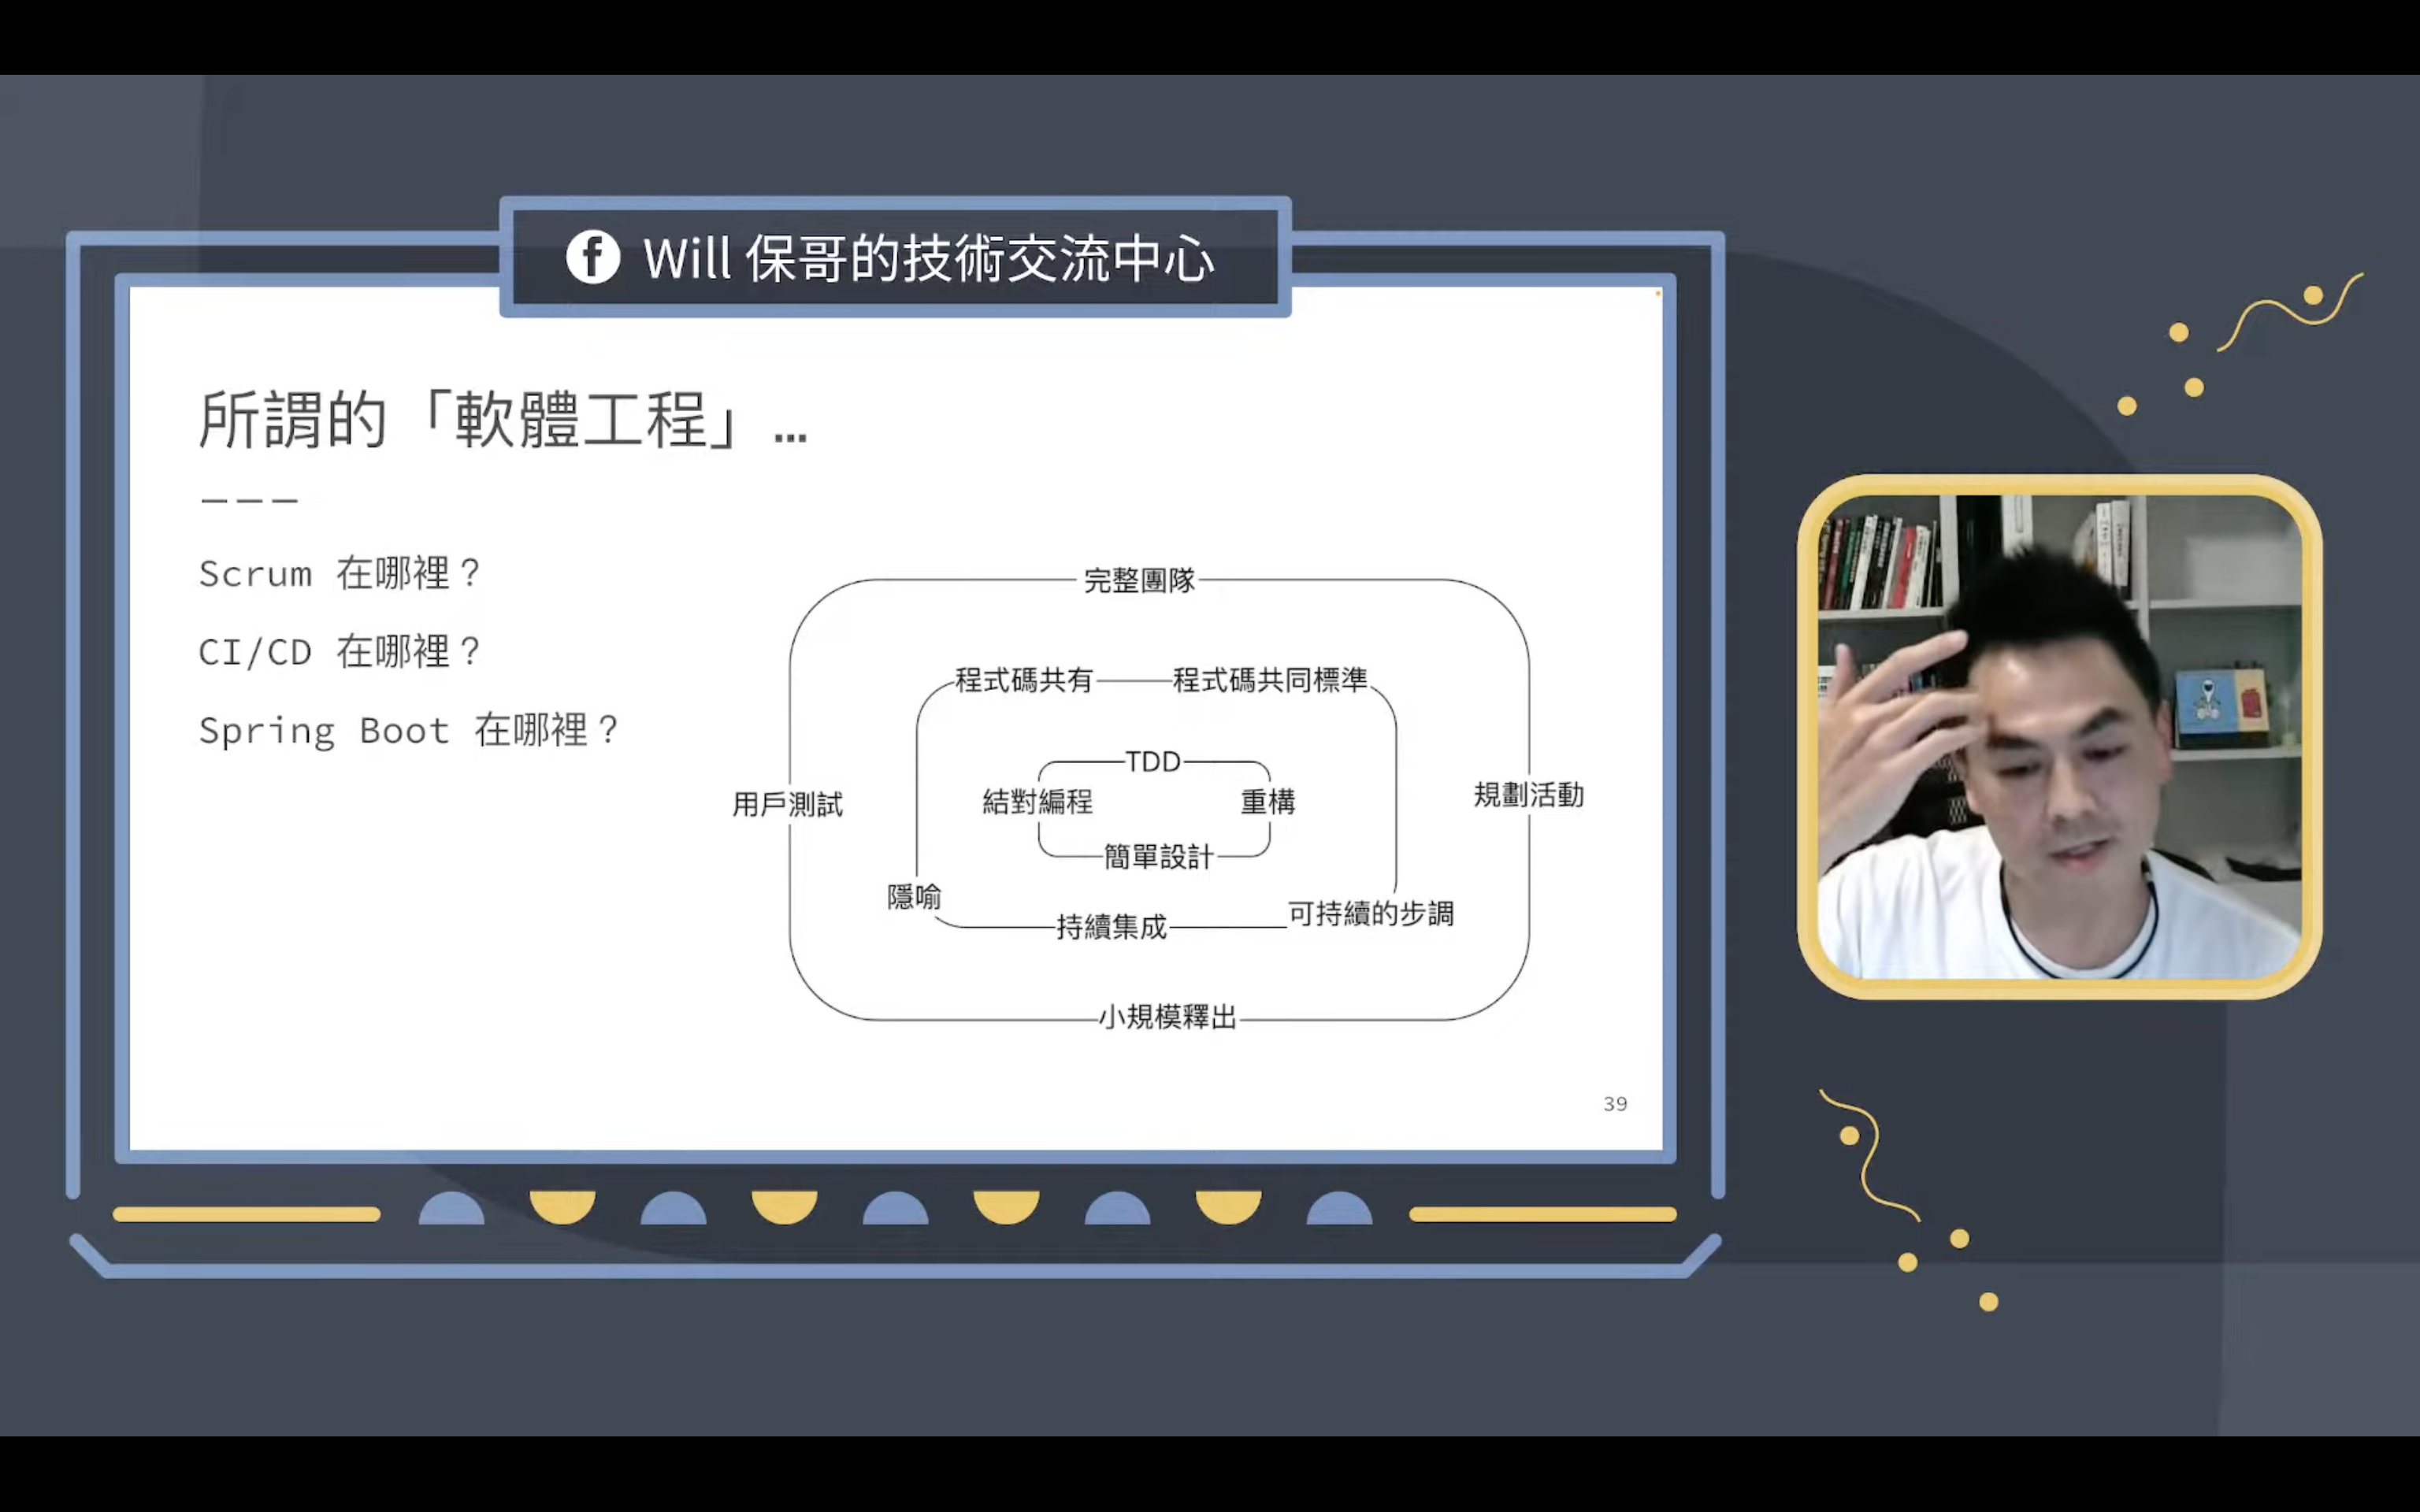 Will 保哥的技術交流中心
所謂的「軟體工程」…
---
Scrum 在哪裡？
CI/CD 在哪裡？
Spring Boot 在哪裡？
完整團隊
程式碼共有
程式碼共同標準
TDD
用戶測試
結對編程
重構
規劃活動
簡單設計
隱喻
持續集成
可持續的步調
小規模釋出
39